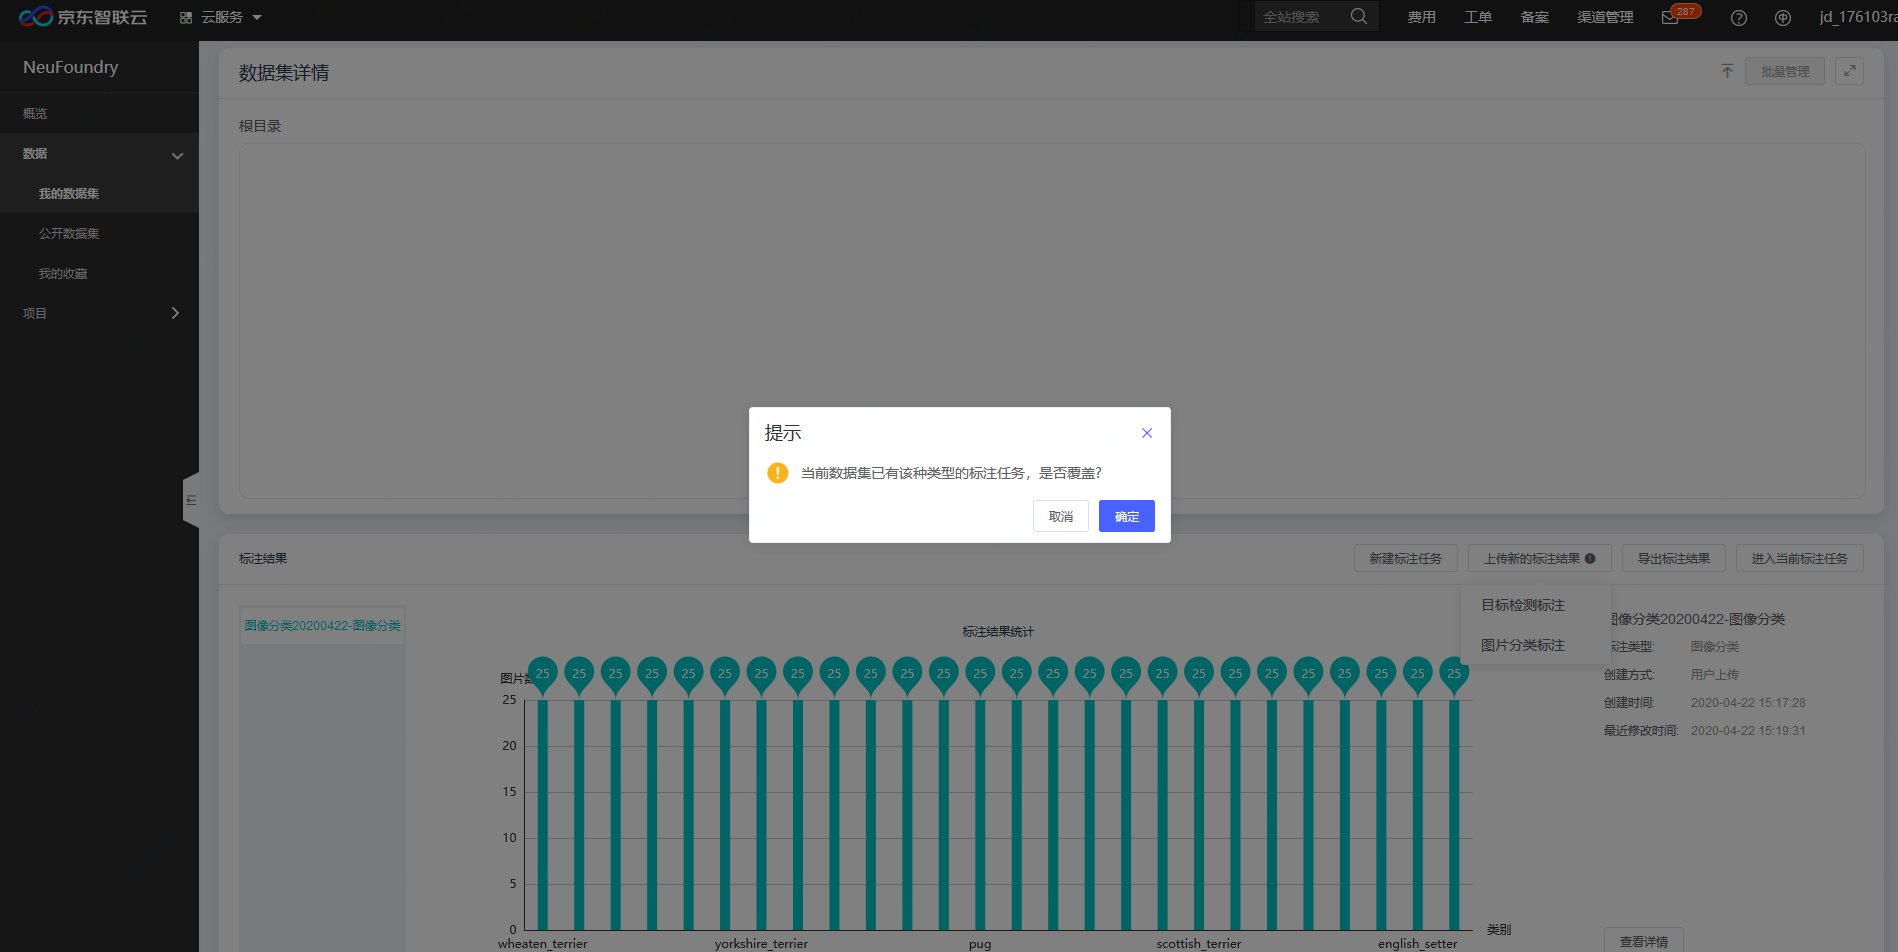 京东智联云
云服务
全站搜索
费用
工单
备案
渠道管理
287
NeuFoundry
概览
数据
我的数据集
公开数据集
我的收藏
项目
数据集详情
批量管理
根目录
提示
当前数据集已有该种类型的标注任务，是否覆盖?
取消
确定
标注结果
新建标注任务
上传新的标注结果
导出标注结果
进入当前标注任务
目标检测标注
图片分类标注
图像分类20200422-图像分类
标注结果统计
图片数
25 25 25 25 25 25 25 25 25 25 25 25 25 25 25 25 25 25 25 25 25 25 25 25 25 25
25
20
15
10
5
0
wheaten_terrier yorkshire_terrier pug scottish_terrier english_setter
类别
图像分类20200422-图像分类
标注类型: 图像分类
创建方式: 用户上传
创建时间: 2020-04-22 15:17:28
最近修改时间: 2020-04-22 15:19:31
查看详情